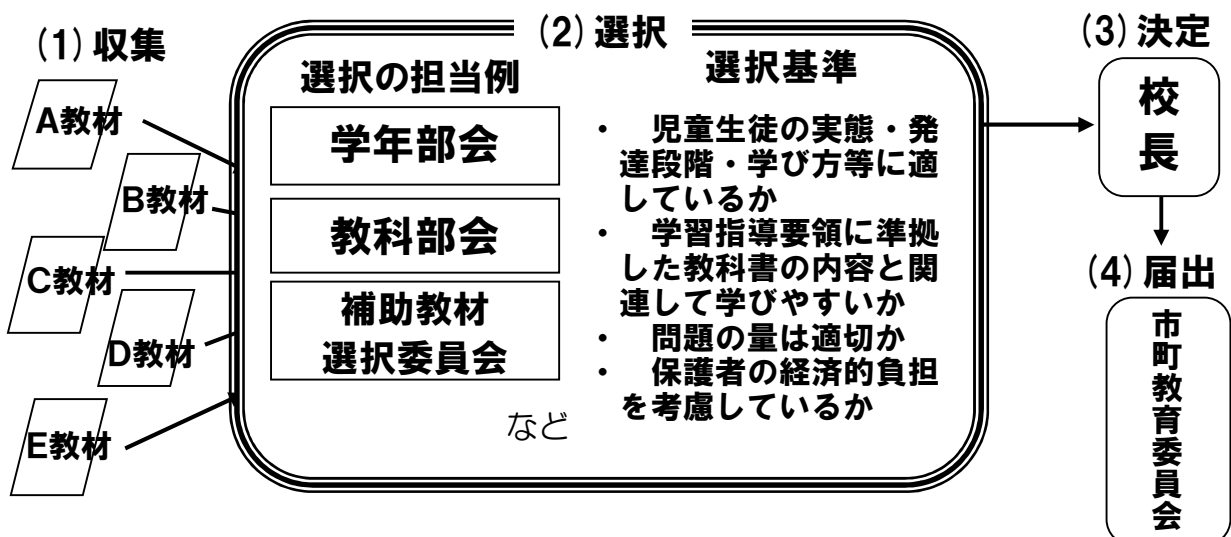 (1) 収集
A教材
B教材
C教材
D教材
E教材
(2) 選択
選択の担当例
学年部会
教科部会
補助教材
選択委員会
など
選択基準
・ 児童生徒の実態・発
達段階・学び方等に適
しているか
・ 学習指導要領に準拠
した教科書の内容と関
連して学びやすいか
・ 問題の量は適切か
・ 保護者の経済的負担
を考慮しているか
(3) 決定
校長
(4) 届出
市町教育委員会